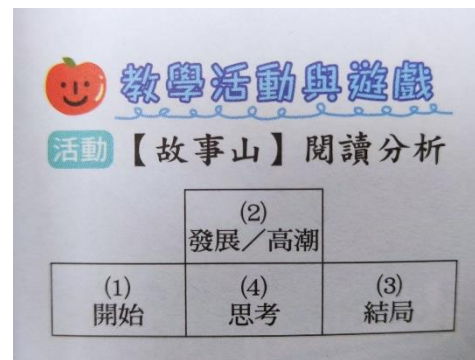 教學活動與遊戲
活動【故事山】閱讀分析
(2)
發展／高潮
(1)
開始
(4)
思考
(3)
結局